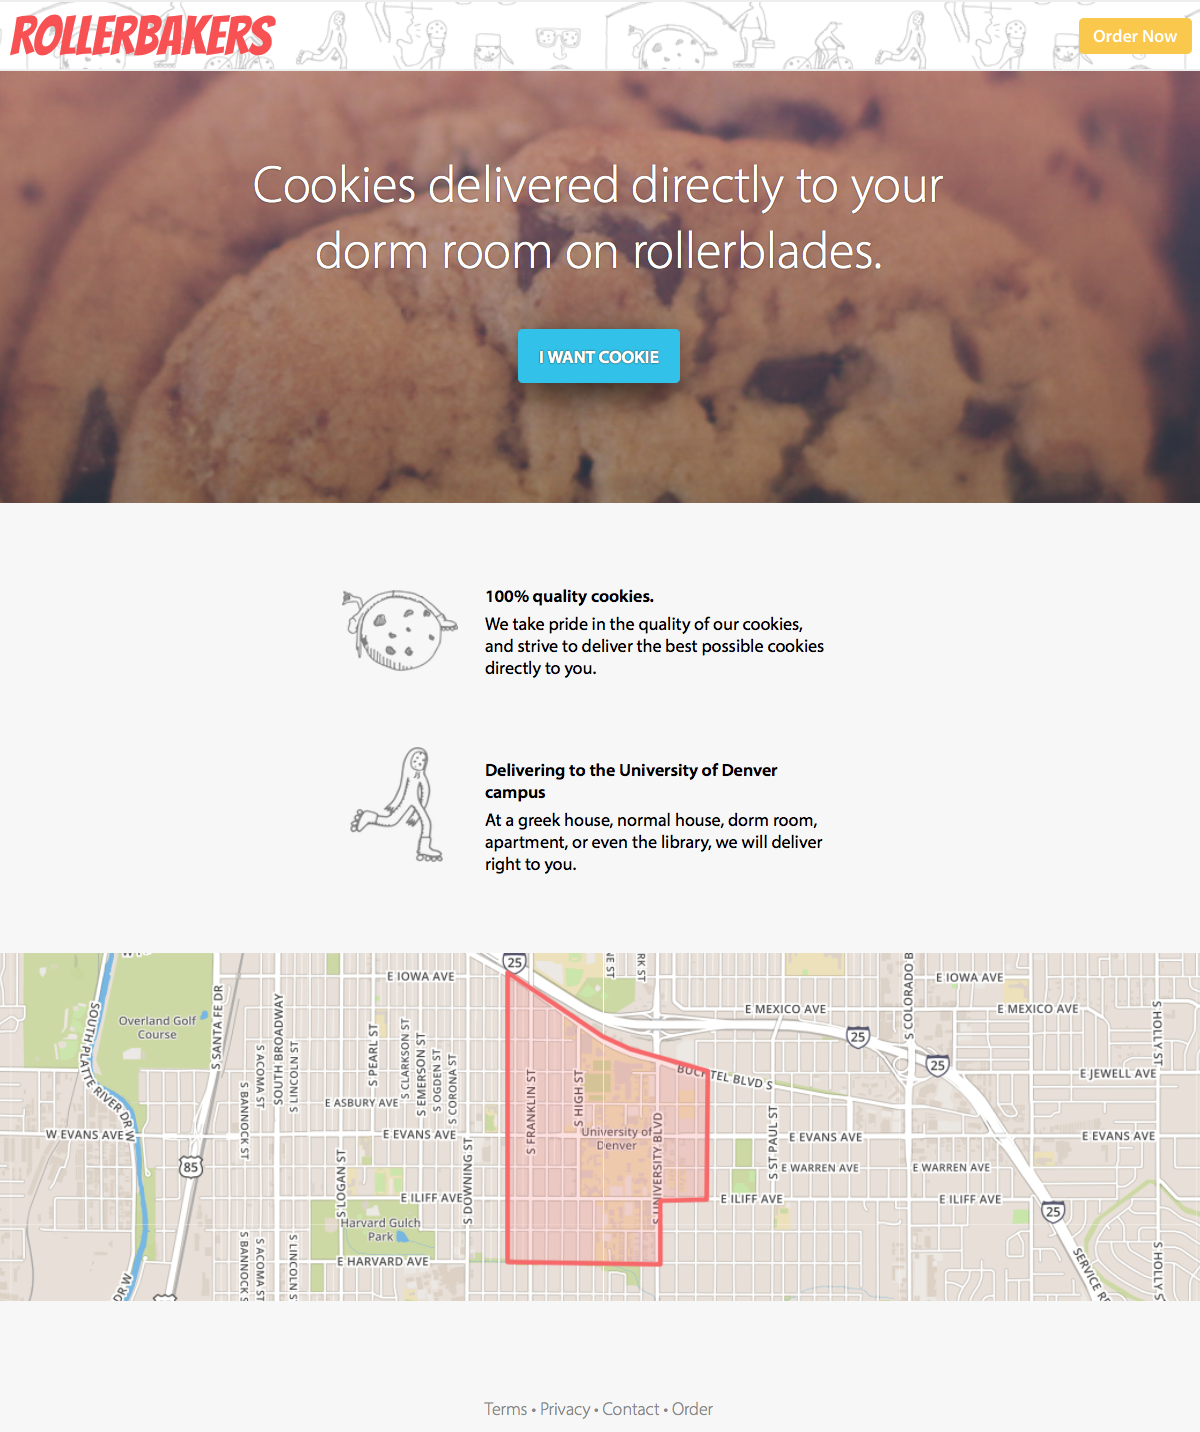 ROLLERBAKERS
Order Now
Cookies delivered directly to your
dorm room on rollerblades.
I WANT COOKIE
100% quality cookies.
We take pride in the quality of our cookies,
and strive to deliver the best possible cookies
directly to you.
Delivering to the University of Denver
campus
At a greek house, normal house, dorm room,
apartment, or even the library, we will deliver
right to you.
25
E IOWA AVE
E IOWA AVE
E MEXICO AVE
E MEXICO AVE
Overland Golf
Course
SOUTH PLATTE RIVER DR W
S SANTA FE DR
SOUTH BROADWAY
S ACOMA ST
S LINCOLN ST
S BANNOCK ST
S PEARL ST
S CLARKSON ST
S EMERSON ST
S OGDEN ST
S CORONA ST
S COLORADO B
S HOLLY ST
25
25
E JEWELL AVE
BUCHTEL BLVD S
E ASBURY AVE
S FRANKLIN ST
S HIGH ST
W EVANS AVE
E EVANS AVE
University of
Denver
S UNIVERSITY BLVD
S ST PAUL ST
E EVANS AVE
E EVANS AVE
85
S LOGAN ST
S DOWNING ST
E WARREN AVE
E WARREN AVE
E ILIFF AVE
E ILIFF AVE
E ILIFF AVE
25
Harvard Gulch
Park
E HARVARD AVE
S BANNOCK S
S ACOMA ST
S LINCOLN S
DR W
SERVICE R
S HOLLY S
Terms • Privacy • Contact • Order